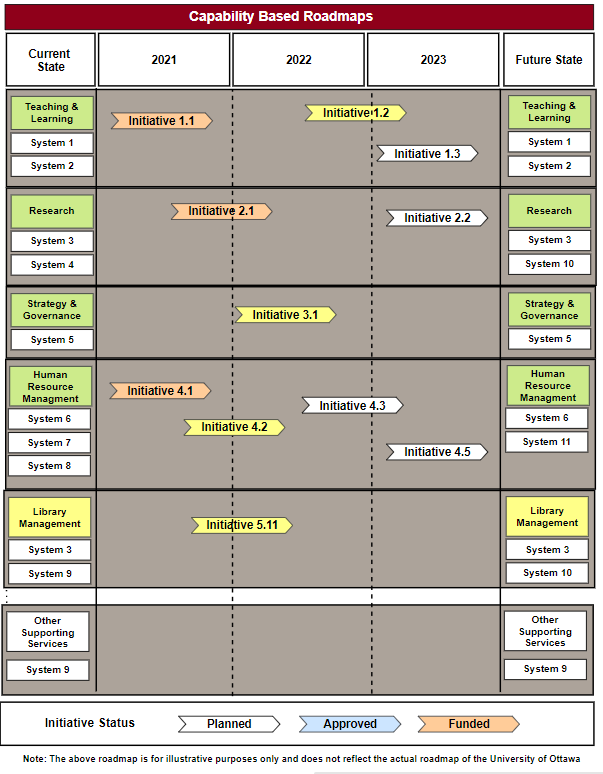 Capability Based Roadmaps
Current
State
2021
2022
2023
Future State
Teaching &
Learning
System 1
System 2
Initiative 1.1
Initiative 1.2
Initiative 1.3
Teaching &
Learning
System 1
System 2
Research
System 3
System 4
Initiative 2.1
Initiative 2.2
Research
System 3
System 10
Strategy &
Governance
System 5
Initiative 3.1
Strategy &
Governance
System 5
Human
Resource
Managment
System 6
System 7
System 8
Initiative 4.1
Initiative 4.3
Initiative 4.2
Initiative 4.5
Human
Resource
Managment
System 6
System 11
Library
Management
System 3
System 9
Initiative 5.11
Library
Management
System 3
System 10
Other
Supporting
Services
System 9
Other
Supporting
Services
System 9
Initiative Status
Planned
Approved
Funded
Note: The above roadmap is for illustrative purposes only and does not reflect the actual roadmap of the University of Ottawa